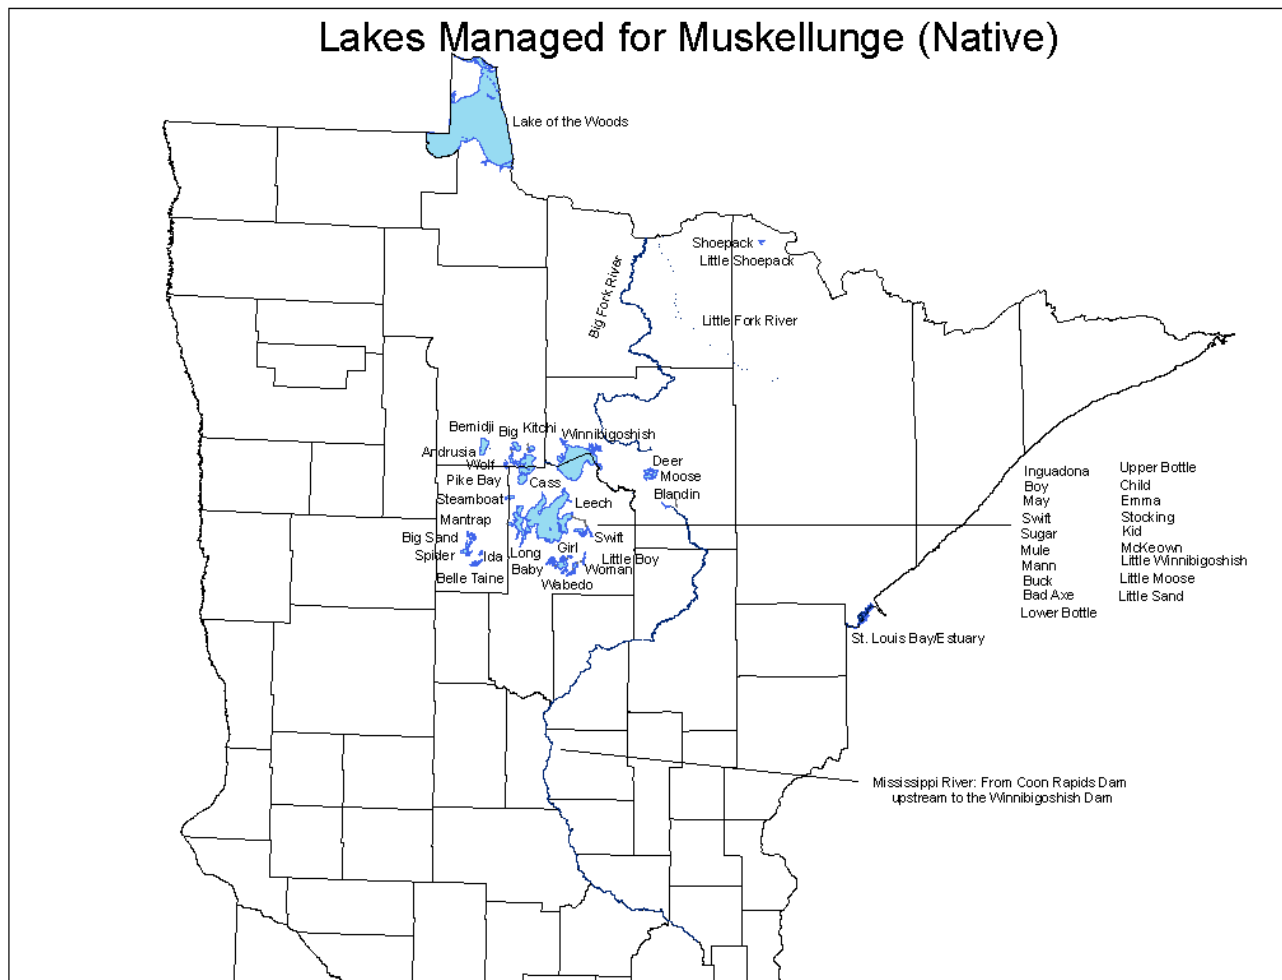 Lakes Managed for Muskellunge (Native)
Lake of the Woods
Shoepack
Little Shoepack
Big Fork River
Little Fork River
Bemidji
Big
Kitchi
Winnibigoshish
Andrusia
Wolf
Deer
Pike Bay
Cass
Moose
Steamboat
Leech
Blandin
Mantrap
Big Sand
Swift
Spider
Ida
Long
Girl
Little Boy
Baby
Woman
Belle Taine
Wabedo
Inguadona
Boy
May
Swift
Sugar
Mule
Mann
Buck
Bad Axe
Lower Bottle
Upper Bottle
Child
Emma
Stocking
Kid
McKeown
Little Winnibigoshish
Little Moose
Little Sand
St. Louis Bay/Estuary
Mississippi River: From Coon Rapids Dam
upstream to the Winnibigoshish Dam